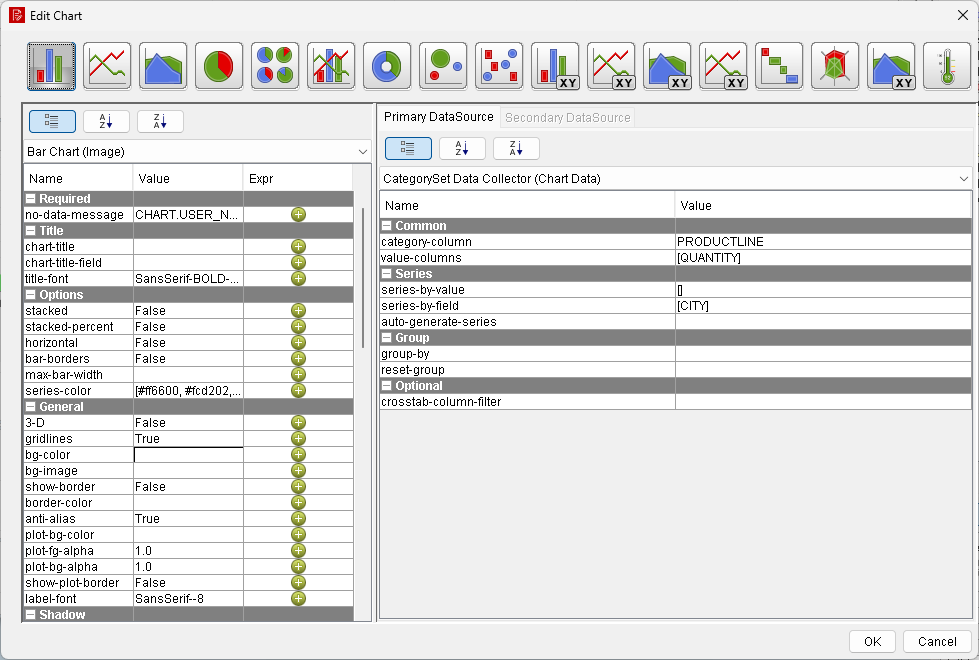 Edit Chart
XY
XY
XY
XY
XY
Primary DataSource Secondary DataSource
Bar Chart (Image)
CategorySet Data Collector (Chart Data)
Name Value Expr
Required
no-data-message CHART.USER_N...
Title
chart-title
chart-title-field
title-font SansSerif-BOLD-...
Options
stacked False
stacked-percent False
horizontal False
bar-borders False
max-bar-width
series-color [#ff6600, #fcd202,...
General
3-D False
gridlines True
bg-color
bg-image
show-border False
border-color
anti-alias True
plot-bg-color
plot-fg-alpha 1.0
plot-bg-alpha 1.0
show-plot-border False
label-font SansSerif--8
Shadow
Name Value
Common
category-column PRODUCTLINE
value-columns [QUANTITY]
Series
series-by-value []
series-by-field [CITY]
auto-generate-series
Group
group-by
reset-group
Optional
crosstab-column-filter
OK Cancel